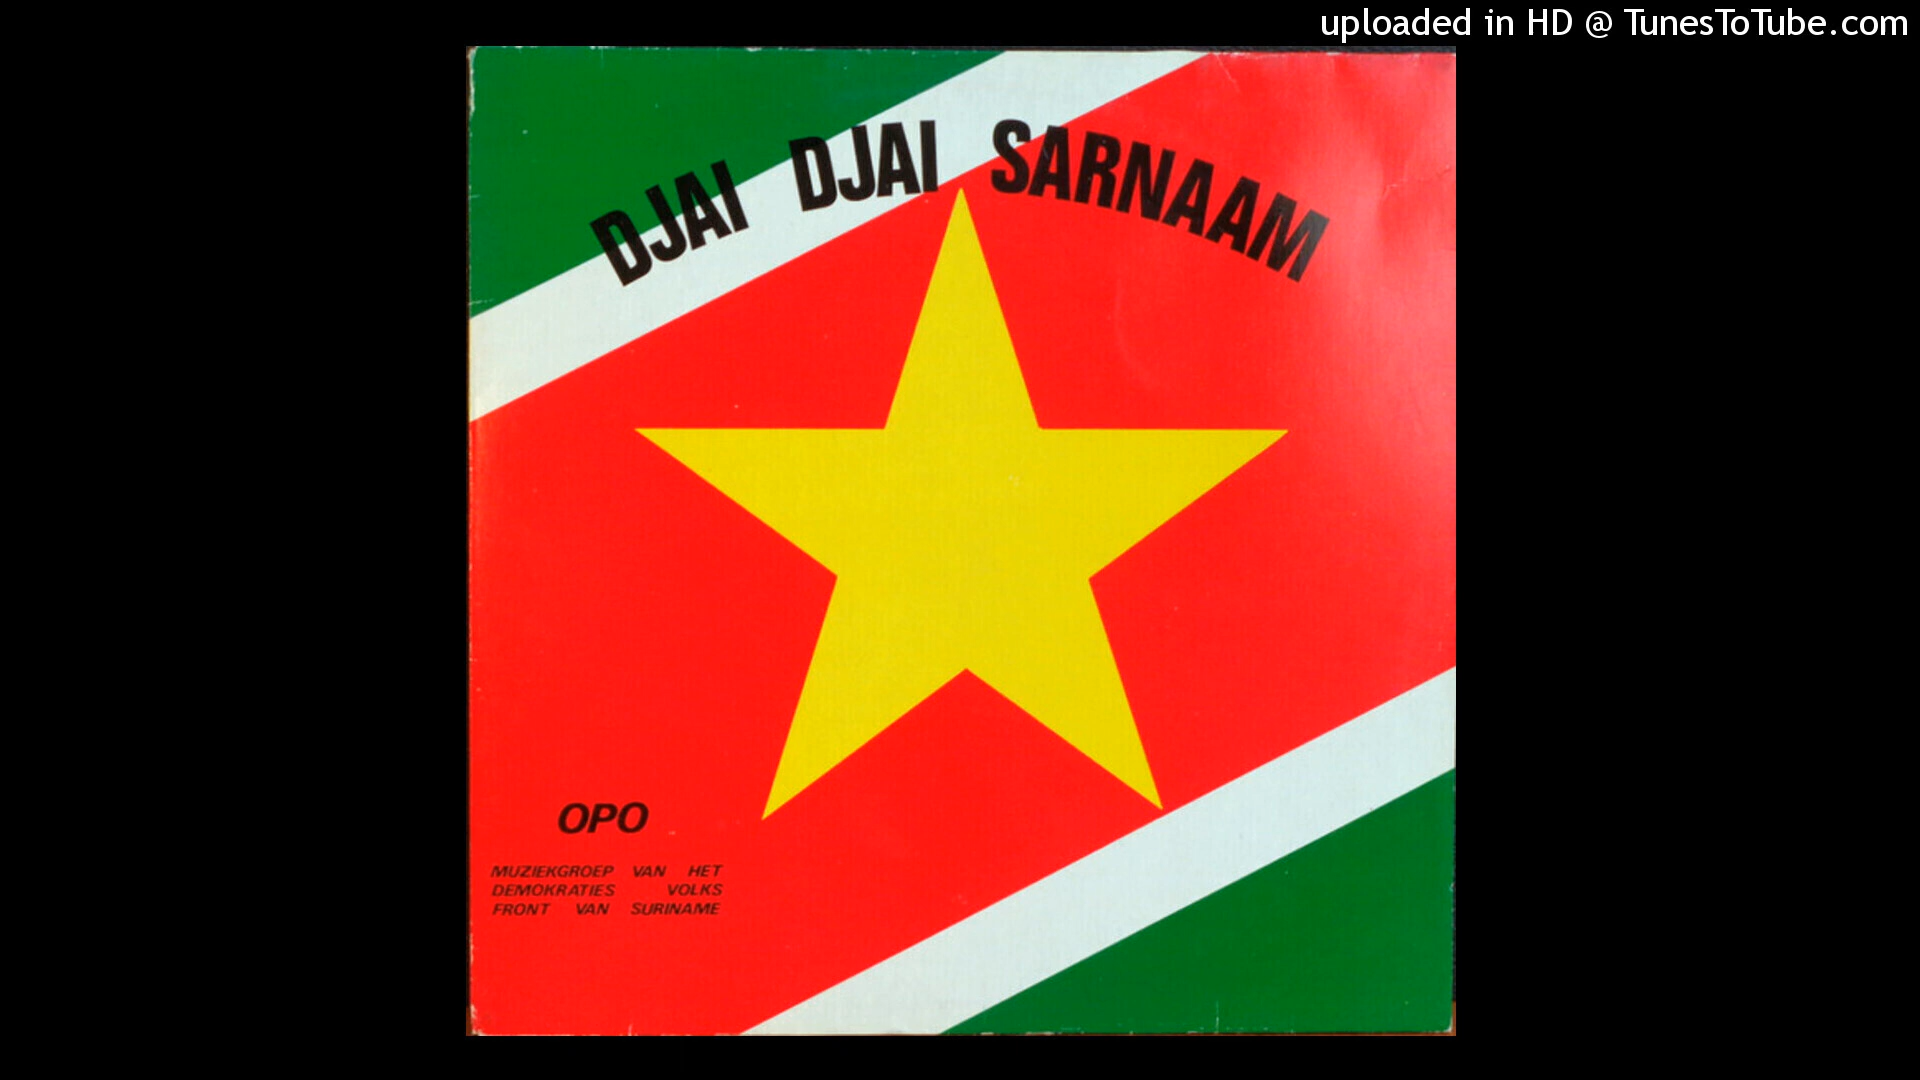 uploaded in HD @ TunesToTube.com
DJAI DJAI SARNAAM
OPO
MUZIEKGROEP VAN HET
DEMOKRATIES VOLKS
FRONT VAN SURINAME